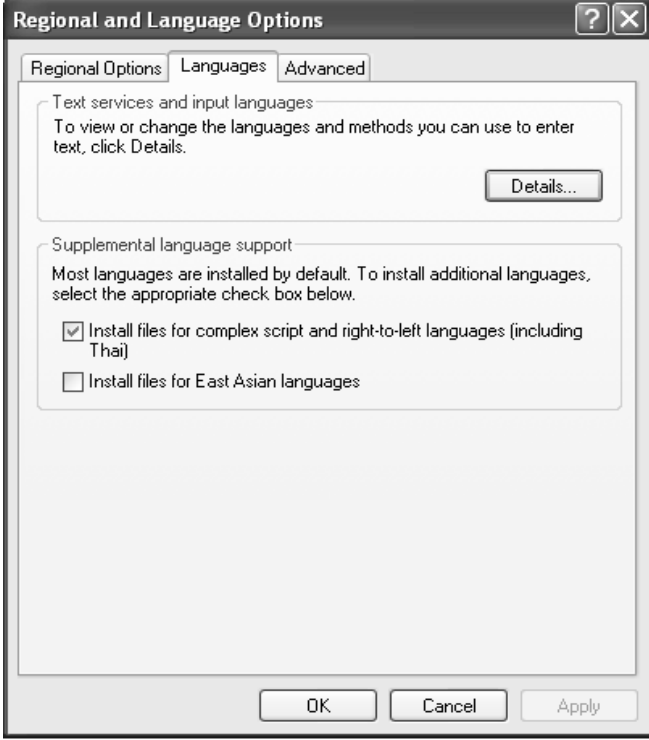 Regional and Language Options
Regional Options Languages Advanced
Text services and input languages
To view or change the languages and methods you can use to enter
text, click Details.
Details...
Supplemental language support
Most languages are installed by default. To install additional languages,
select the appropriate check box below.
Install files for complex script and right-to-left languages (including
Thai)
Install files for East Asian languages
OK Cancel Apply